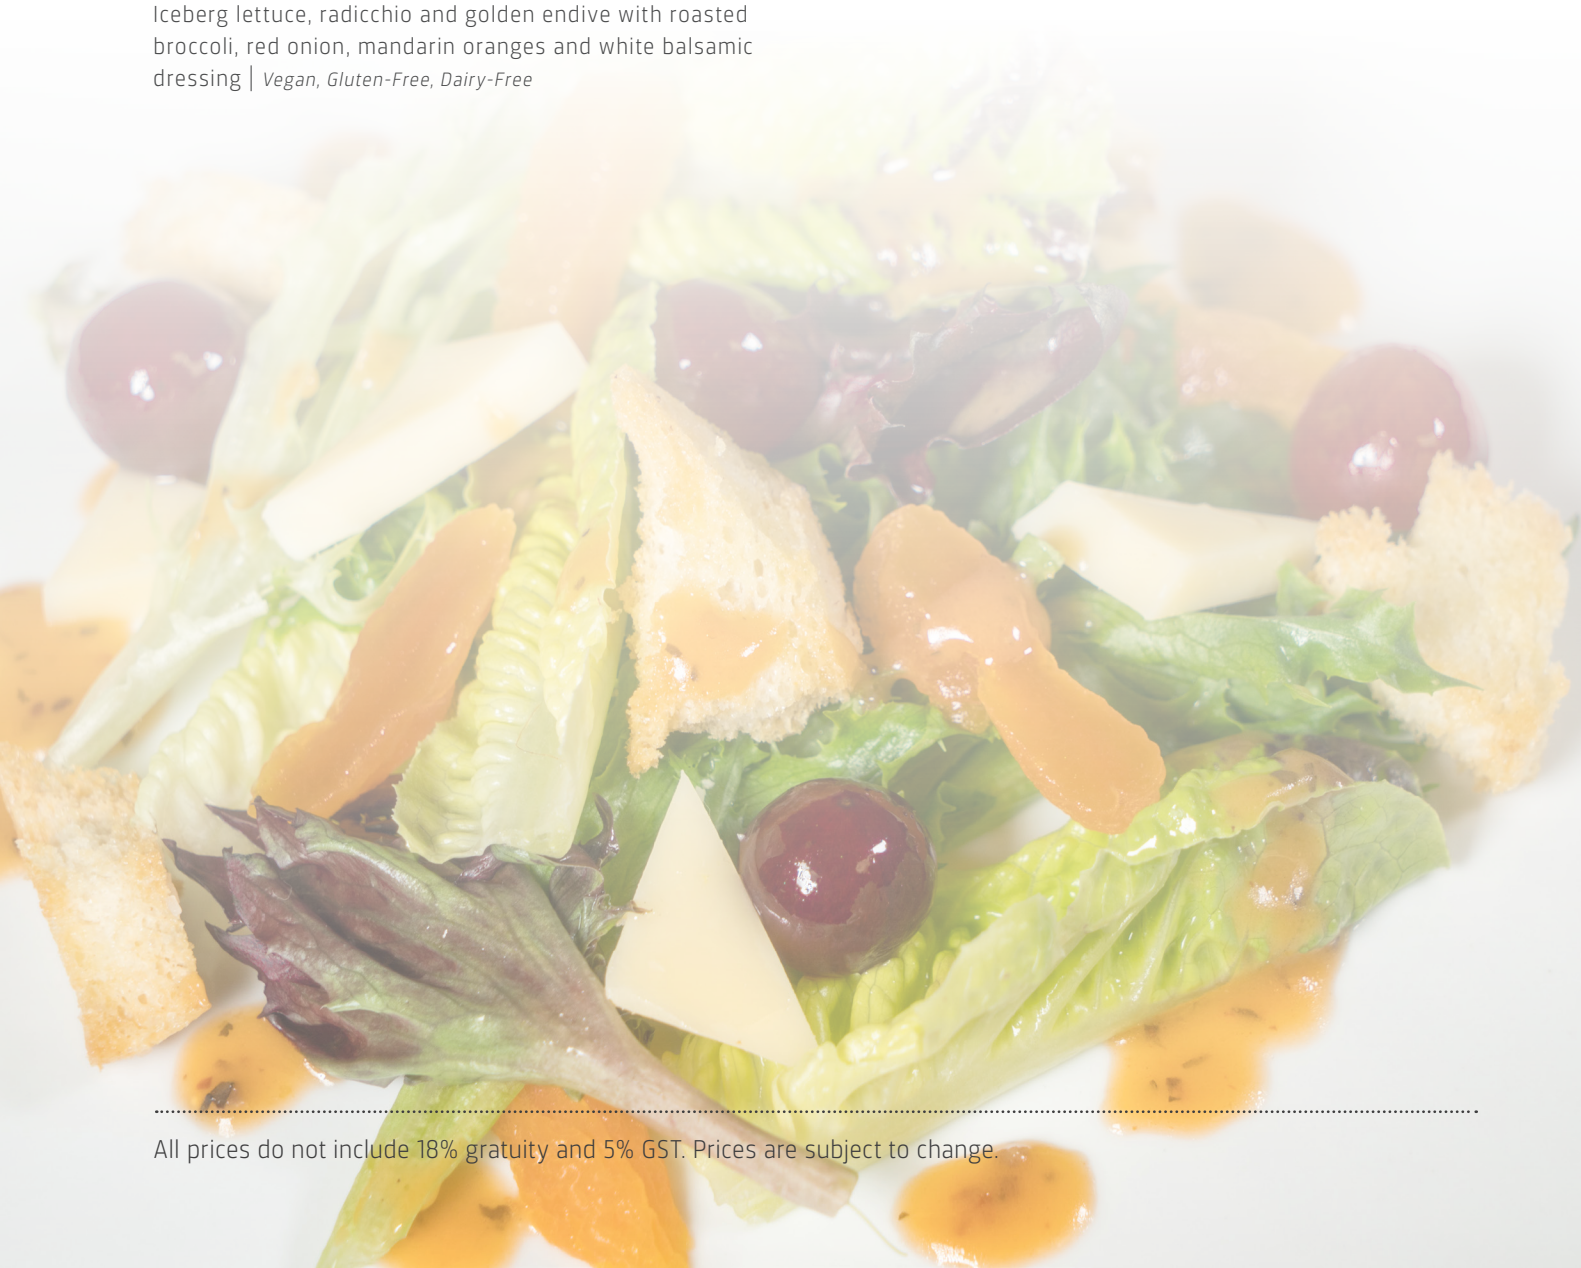 Iceberg lettuce, radicchio and golden endive with roasted
broccoli, red onion, mandarin oranges and white balsamic
dressing | Vegan, Gluten-Free, Dairy-Free
All prices do not include 18% gratuity and 5% GST. Prices are subject to change.